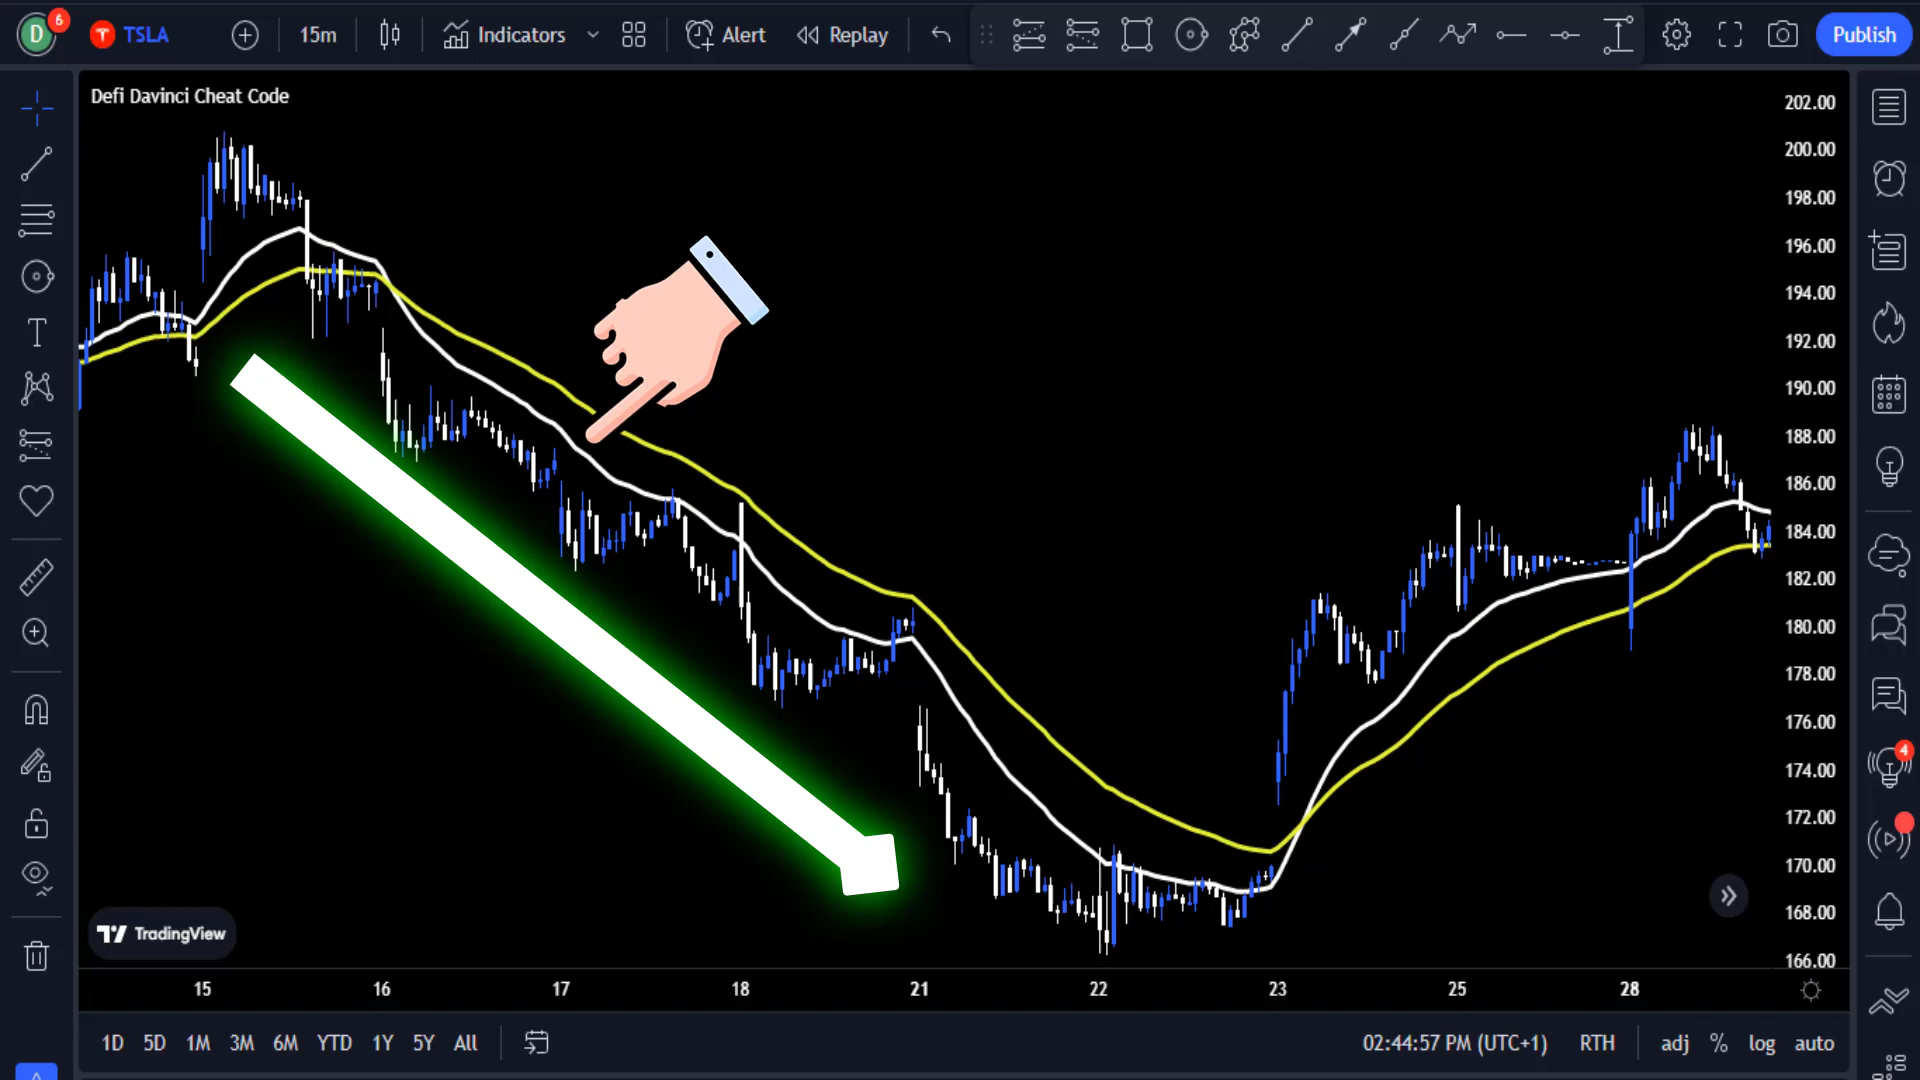 D
6
TSLA
15m
Indicators
Alert
Replay
Publish
Defi Davinci Cheat Code
202.00
200.00
198.00
196.00
194.00
192.00
190.00
188.00
186.00
184.00
182.00
180.00
178.00
176.00
174.00
172.00
170.00
168.00
166.00
4
TradingView
15 16 17 18 21 22 23 25 28
1D 5D 1M 3M 6M YTD 1Y 5Y All
02:44:57 PM (UTC+1) RTH adj % log auto